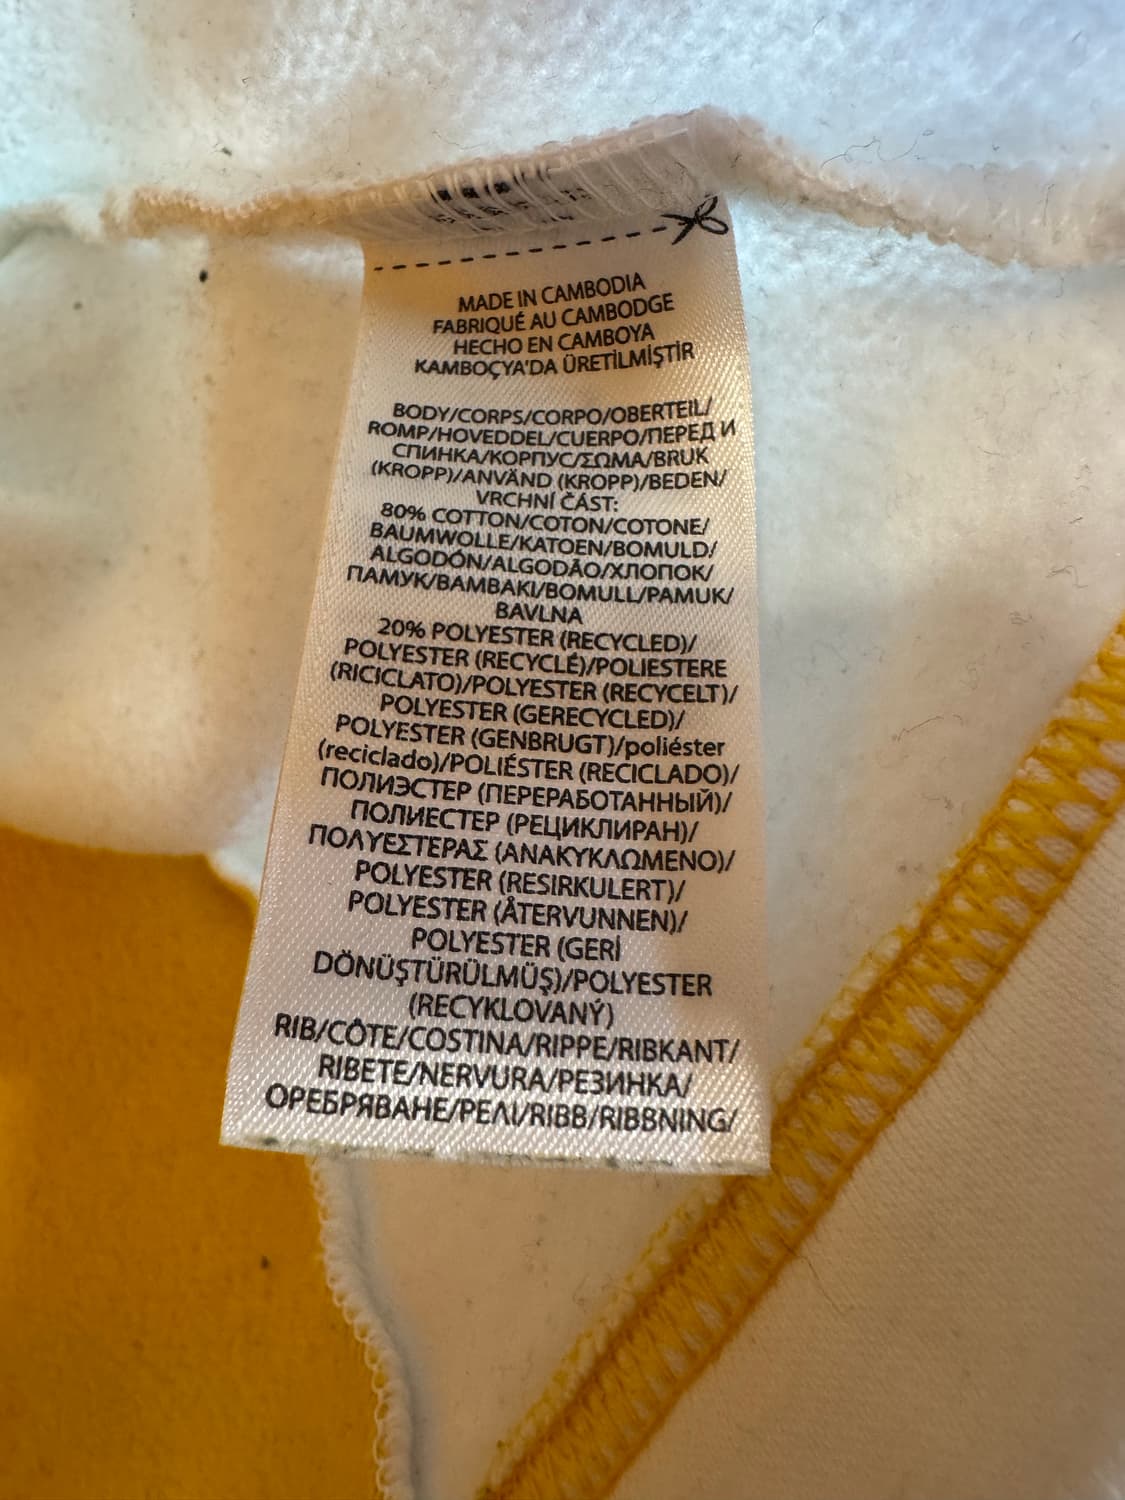 MADE IN CAMBODIA
FABRIQUÉ AU CAMBODGE
HECHO EN CAMBOYA
KAMBOÇYA'DA ÜRETİLMİŞTİR
BODY/CORPS/CORPO/OBERTEIL/
ROMP/HOVEDDEL/CUERPO/ПЕРЕД И
СПИНКА/КОРПУС/ΣΩΜΑ/BRUK
(KROPP)/ANVÄND (KROPP)/BEDEN/
VRCHNÍ ČÁST:
80% COTTON/COTON/COTONE/
BAUMWOLLE/KATOEN/BOMULD/
ALGODÓN/ALGODÃO/ХЛОПОК/
ПАМУК/ΒΑΜΒΑΚΙ/BOMULL/PAMUK/
BAVLNA
20% POLYESTER (RECYCLED)/
POLYESTER (RECYCLÉ)/POLIESTERE
(RICICLATO)/POLYESTER (RECYCELT)/
POLYESTER (GERECYCLED)/
POLYESTER (GENBRUGT)/poliéster
(reciclado)/POLIÉSTER (RECICLADO)/
ПОЛИЭСТЕР (ПЕРЕРАБОТАННЫЙ)/
ПОЛИЕСТЕР (РЕЦИКЛИРАН)/
ΠΟΛΥΕΣΤΕΡΑΣ (ΑΝΑΚΥΚΛΩΜΕΝΟ)/
POLYESTER (RESIRKULERT)/
POLYESTER (ÅTERVUNNEN)/
POLYESTER (GERİ
DÖNÜŞTÜRÜLMÜŞ)/POLYESTER
(RECYKLOVANÝ)
RIB/CÔTE/COSTINA/RIPPE/RIBKANT/
RIBETE/NERVURA/РЕЗИНКА/
ОРЕБРЯВАНЕ/ΡΕΛΙ/RIBB/RIBBNING/